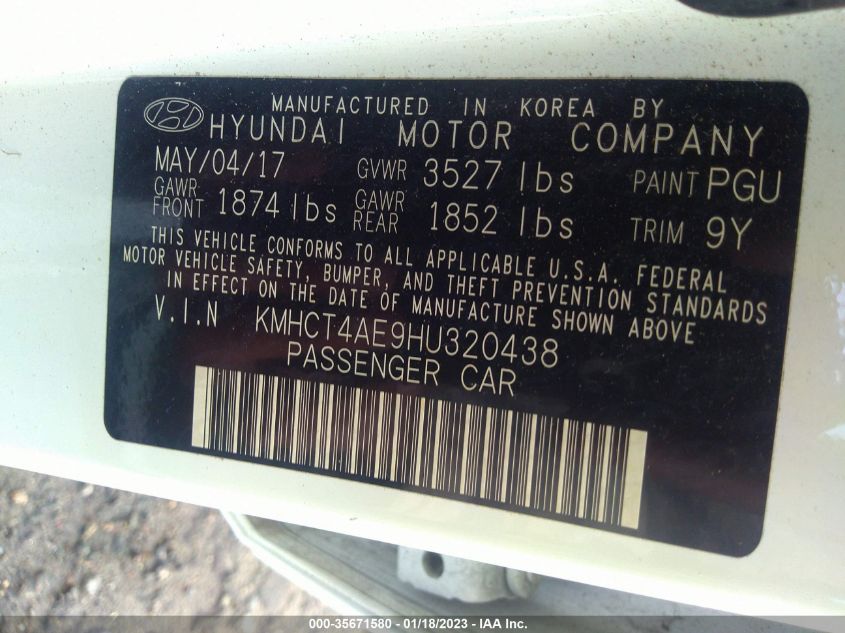 MANUFACTURED IN KOREA BY
HYUNDAI MOTOR COMPANY
MAY/04/17 GVWR 3527 lbs PAINT PGU
GAWR FRONT 1874 lbs GAWR REAR 1852 lbs TRIM 9Y
THIS VEHICLE CONFORMS TO ALL APPLICABLE U.S.A. FEDERAL
MOTOR VEHICLE SAFETY, BUMPER, AND THEFT PREVENTION STANDARDS
IN EFFECT ON THE DATE OF MANUFACTURE SHOWN ABOVE
V.I.N KMHCT4AE9HU320438
PASSENGER CAR
000-35671580 / 01/18/2023 / IAA Inc.